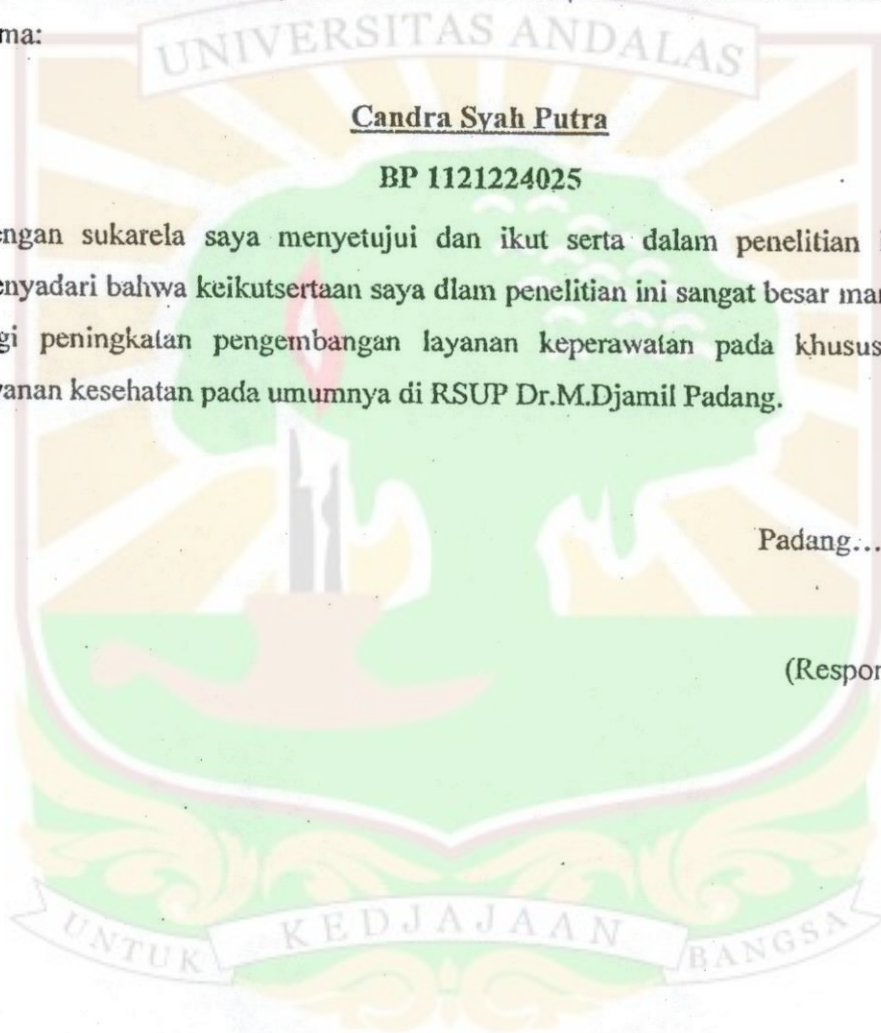 ma:
UNIVERSITAS ANDALAS
Candra Syah Putra
BP 1121224025
engan sukarela saya menyetujui dan ikut serta dalam penelitian
enyadari bahwa keikutsertaan saya dlam penelitian ini sangat besar
gi peningkatan pengembangan layanan keperawatan pada khusus
yanan kesehatan pada umumnya di RSUP Dr.M.Djamil Padang.
Padang...
(Respon
UNTUK KEDJAJAAN BANGSA